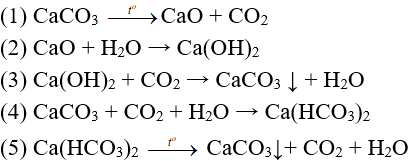 (1) CaCO₃ —t°→ CaO + CO₂
(2) CaO + H₂O → Ca(OH)₂
(3) Ca(OH)₂ + CO₂ → CaCO₃ ↓ + H₂O
(4) CaCO₃ + CO₂ + H₂O → Ca(HCO₃)₂
(5) Ca(HCO₃)₂ —t°→ CaCO₃↓+ CO₂ + H₂O